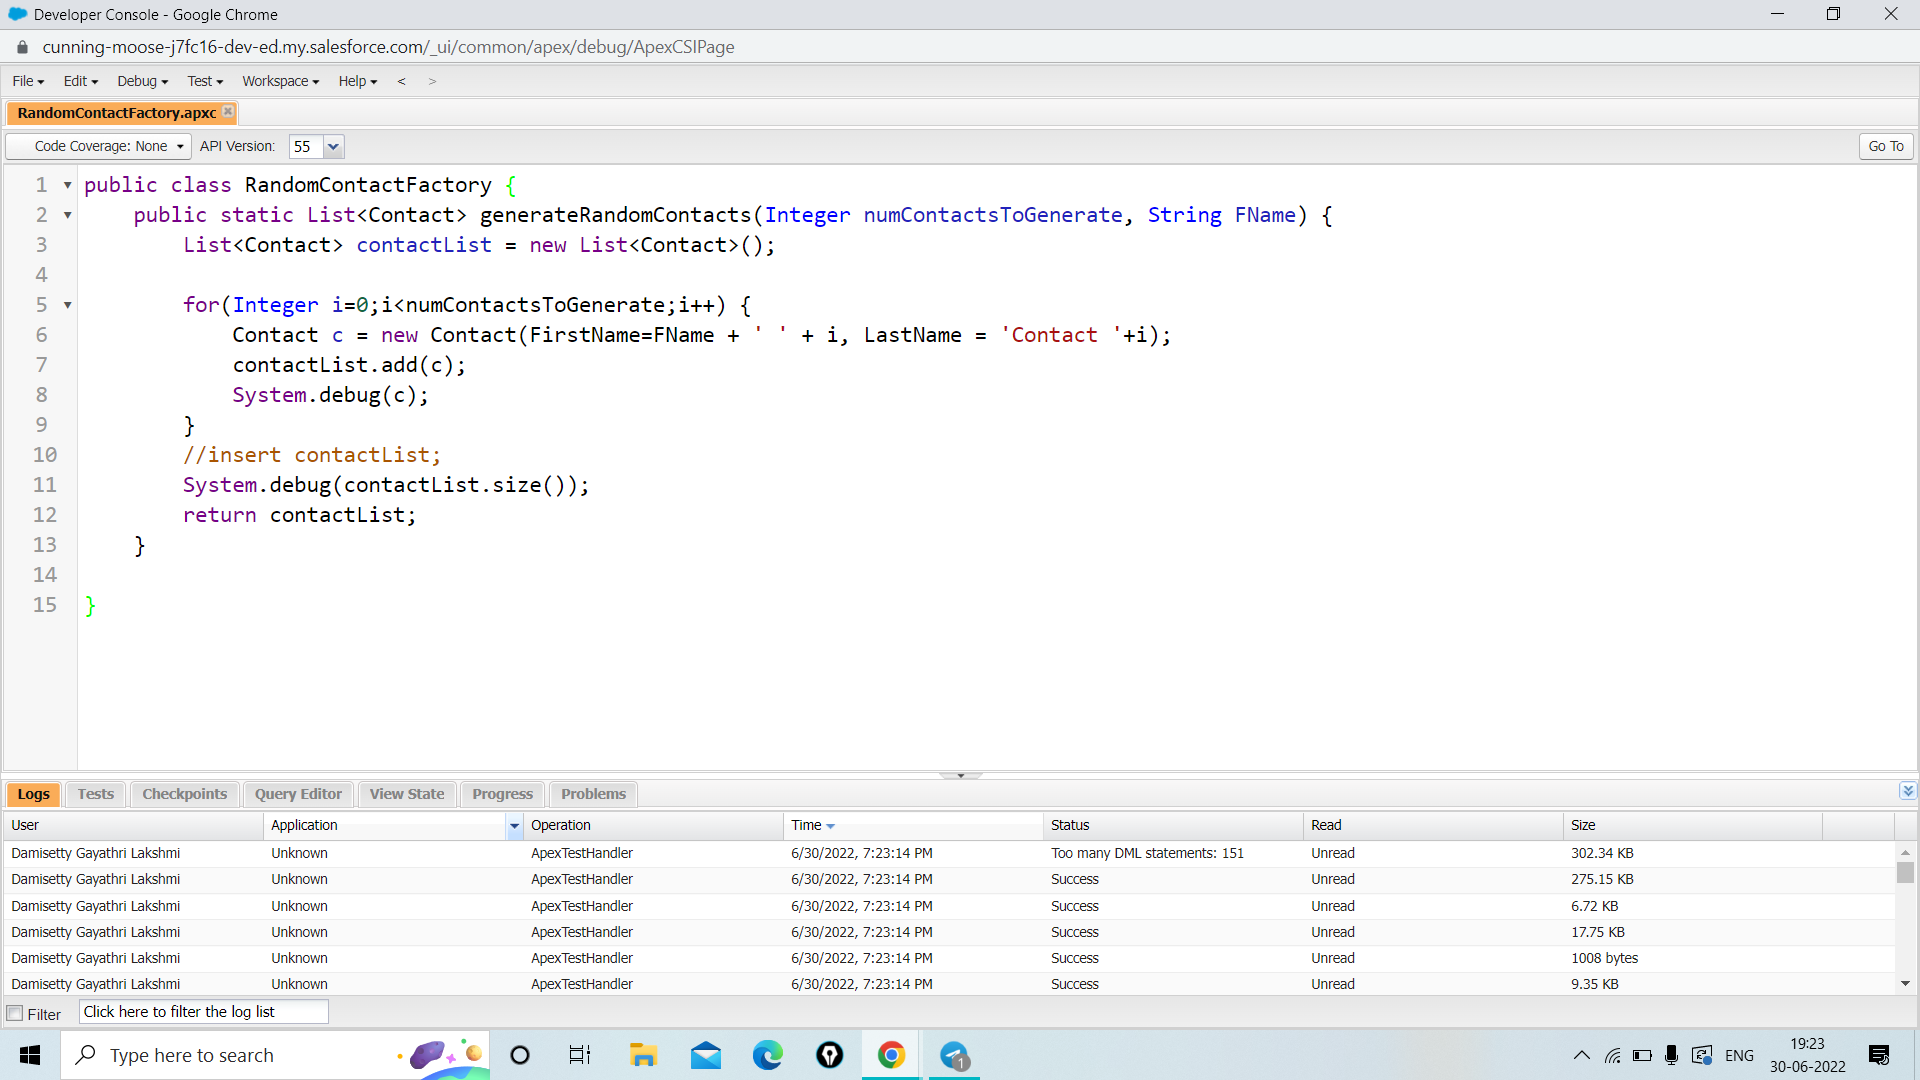 Developer Console - Google Chrome
cunning-moose-j7fc16-dev-ed.my.salesforce.com/_ui/common/apex/debug/ApexCSIPage
File Edit Debug Test Workspace Help < >
RandomContactFactory.apxc
Code Coverage: None API Version: 55 Go To
1 public class RandomContactFactory {
2 public static List<Contact> generateRandomContacts(Integer numContactsToGenerate, String FName) {
3 List<Contact> contactList = new List<Contact>();
4
5 for(Integer i=0;i<numContactsToGenerate;i++) {
6 Contact c = new Contact(FirstName=FName + ' ' + i, LastName = 'Contact '+i);
7 contactList.add(c);
8 System.debug(c);
9 }
10 //insert contactList;
11 System.debug(contactList.size());
12 return contactList;
13 }
14
15 }
Logs Tests Checkpoints Query Editor View State Progress Problems
User Application Operation Time Status Read Size
Damisetty Gayathri Lakshmi Unknown ApexTestHandler 6/30/2022, 7:23:14 PM Too many DML statements: 151 Unread 302.34 KB
Damisetty Gayathri Lakshmi Unknown ApexTestHandler 6/30/2022, 7:23:14 PM Success Unread 275.15 KB
Damisetty Gayathri Lakshmi Unknown ApexTestHandler 6/30/2022, 7:23:14 PM Success Unread 6.72 KB
Damisetty Gayathri Lakshmi Unknown ApexTestHandler 6/30/2022, 7:23:14 PM Success Unread 17.75 KB
Damisetty Gayathri Lakshmi Unknown ApexTestHandler 6/30/2022, 7:23:14 PM Success Unread 1008 bytes
Damisetty Gayathri Lakshmi Unknown ApexTestHandler 6/30/2022, 7:23:14 PM Success Unread 9.35 KB
Filter Click here to filter the log list
Type here to search 1 ENG 19:23
30-06-2022